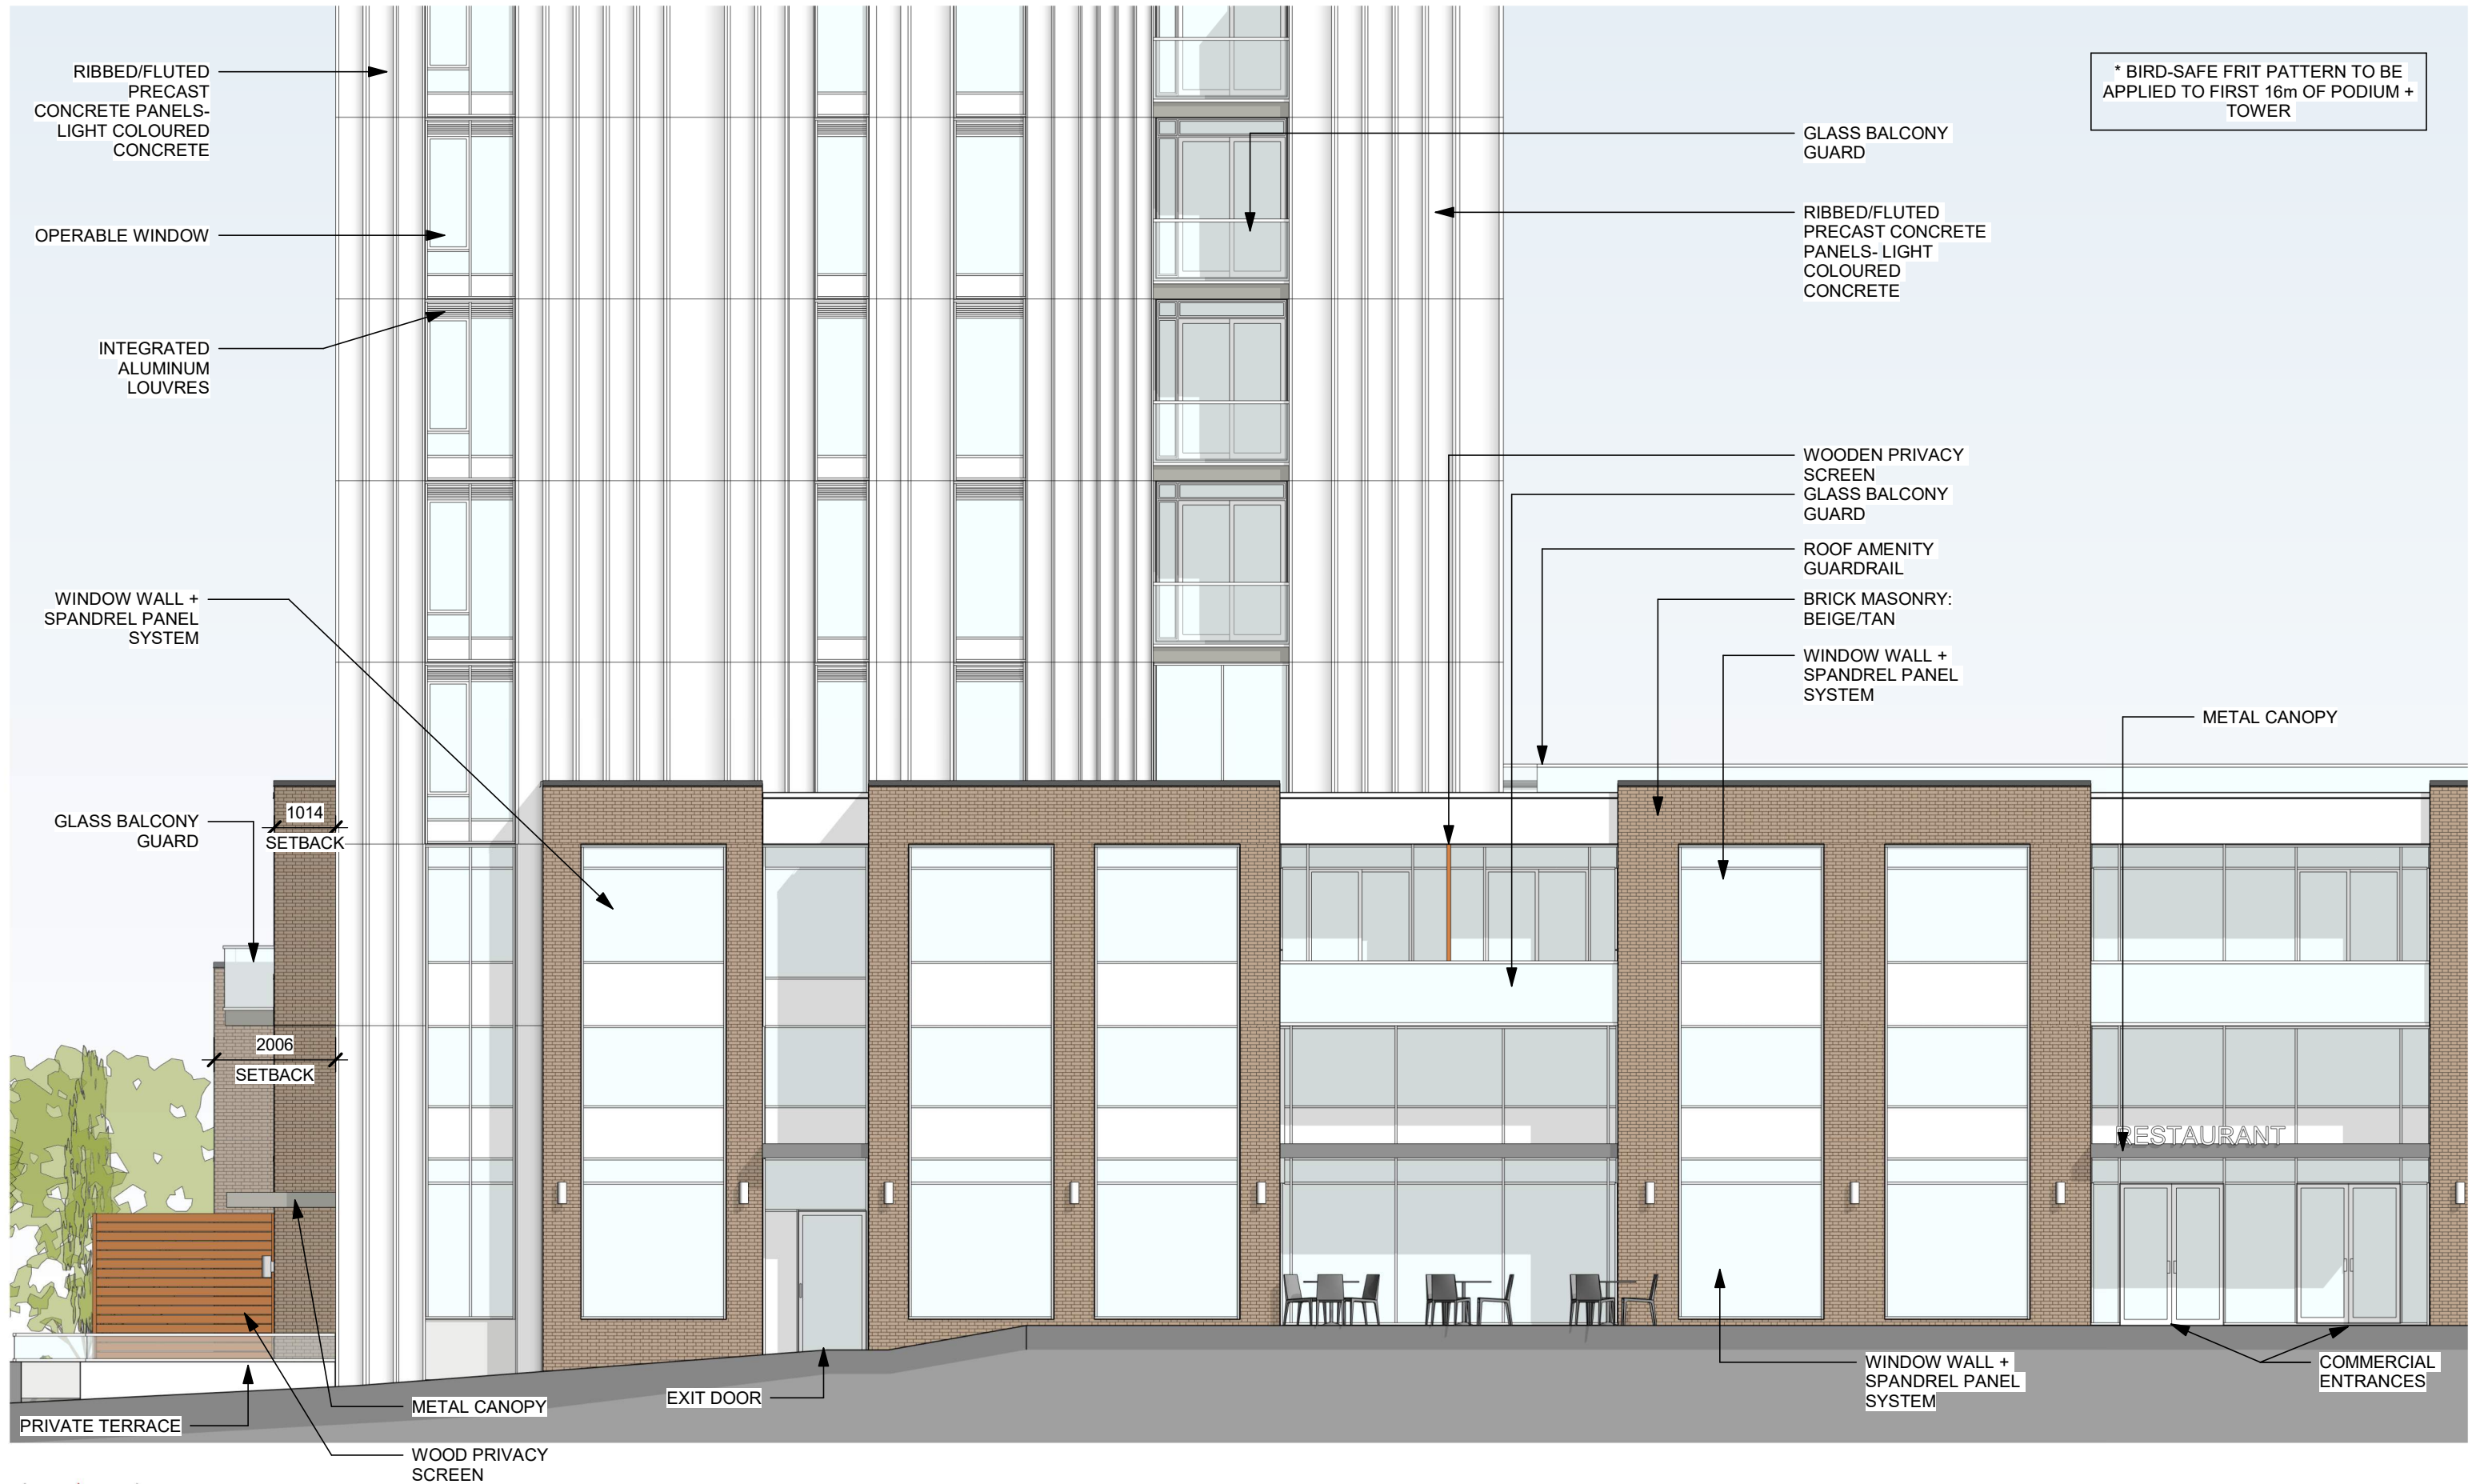 RIBBED/FLUTED
PRECAST
CONCRETE PANELS-
LIGHT COLOURED
CONCRETE
OPERABLE WINDOW
INTEGRATED
ALUMINUM
LOUVRES
WINDOW WALL +
SPANDREL PANEL
SYSTEM
GLASS BALCONY
GUARD
1014
SETBACK
2006
SETBACK
PRIVATE TERRACE
METAL CANOPY
WOOD PRIVACY
SCREEN
EXIT DOOR
* BIRD-SAFE FRIT PATTERN TO BE
APPLIED TO FIRST 16m OF PODIUM +
TOWER
GLASS BALCONY
GUARD
RIBBED/FLUTED
PRECAST CONCRETE
PANELS- LIGHT
COLOURED
CONCRETE
WOODEN PRIVACY
SCREEN
GLASS BALCONY
GUARD
ROOF AMENITY
GUARDRAIL
BRICK MASONRY:
BEIGE/TAN
WINDOW WALL +
SPANDREL PANEL
SYSTEM
METAL CANOPY
RESTAURANT
WINDOW WALL +
SPANDREL PANEL
SYSTEM
COMMERCIAL
ENTRANCES